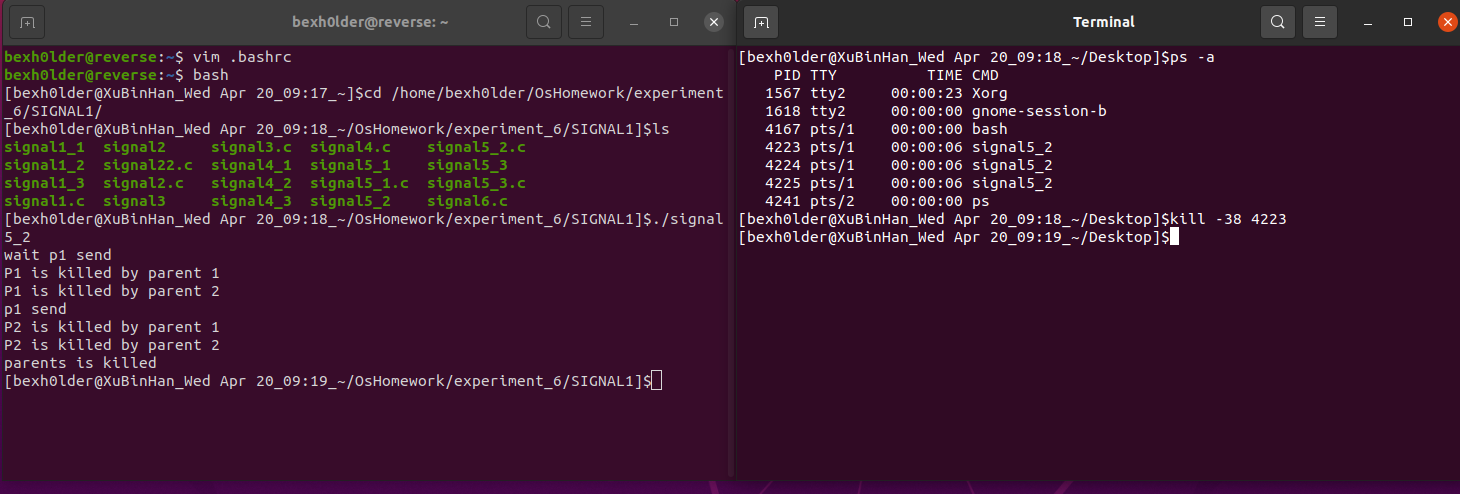 bexh0lder@reverse: ~
bexh0lder@reverse:~$ vim .bashrc
bexh0lder@reverse:~$ bash
[bexh0lder@XuBinHan_Wed Apr 20_09:17_~]$cd /home/bexh0lder/OsHomework/experiment
_6/SIGNAL1/
[bexh0lder@XuBinHan_Wed Apr 20_09:18_~/OsHomework/experiment_6/SIGNAL1]$ls
signal1_1  signal2    signal3.c  signal4.c    signal5_2.c
signal1_2  signal22.c  signal4_1  signal5_1    signal5_3
signal1_3  signal2.c  signal4_2  signal5_1.c  signal5_3.c
signal1.c  signal3    signal4_3  signal5_2    signal6.c
[bexh0lder@XuBinHan_Wed Apr 20_09:18_~/OsHomework/experiment_6/SIGNAL1]$./signal
5_2
wait p1 send
P1 is killed by parent 1
P1 is killed by parent 2
p1 send
P2 is killed by parent 1
P2 is killed by parent 2
parents is killed
[bexh0lder@XuBinHan_Wed Apr 20_09:19_~/OsHomework/experiment_6/SIGNAL1]$
Terminal
[bexh0lder@XuBinHan_Wed Apr 20_09:18_~/Desktop]$ps -a
    PID TTY          TIME CMD
   1567 tty2     00:00:23 Xorg
   1618 tty2     00:00:00 gnome-session-b
   4167 pts/1    00:00:00 bash
   4223 pts/1    00:00:06 signal5_2
   4224 pts/1    00:00:06 signal5_2
   4225 pts/1    00:00:06 signal5_2
   4241 pts/2    00:00:00 ps
[bexh0lder@XuBinHan_Wed Apr 20_09:18_~/Desktop]$kill -38 4223
[bexh0lder@XuBinHan_Wed Apr 20_09:19_~/Desktop]$